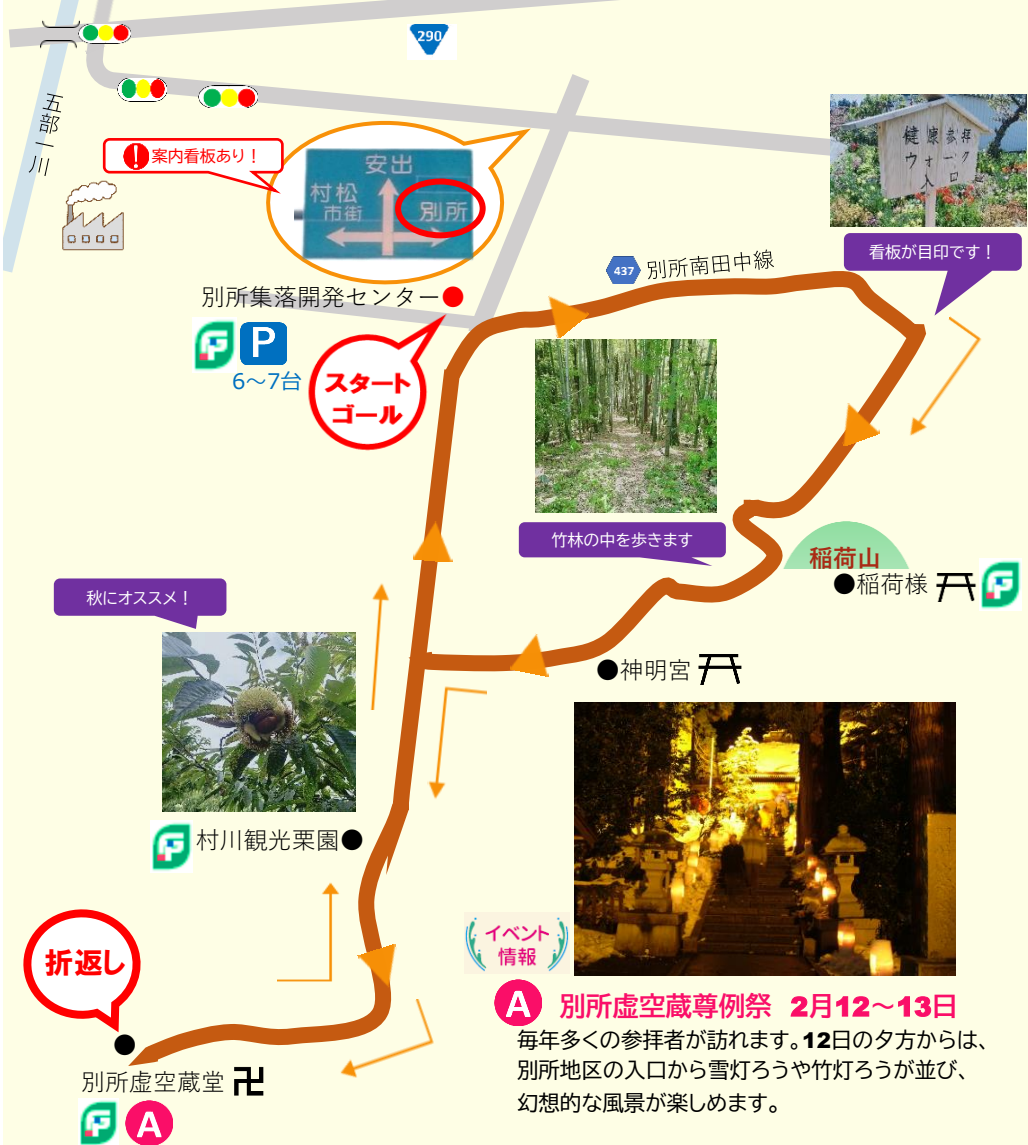 290
五部一川
案内看板あり！
安出
村松
市街
別所
健康参拝
ウォーク
入口
看板が目印です！
437
別所南田中線
別所集落開発センター
P
6～7台
スタート
ゴール
竹林の中を歩きます
稲荷山
稲荷様
秋にオススメ！
神明宮
村川観光栗園
折返し
イベント
情報
A 別所虚空蔵尊例祭 2月12～13日
毎年多くの参拝者が訪れます。12日の夕方からは、
別所地区の入口から雪灯ろうや竹灯ろうが並び、
幻想的な風景が楽しめます。
別所虚空蔵堂 卍
P A